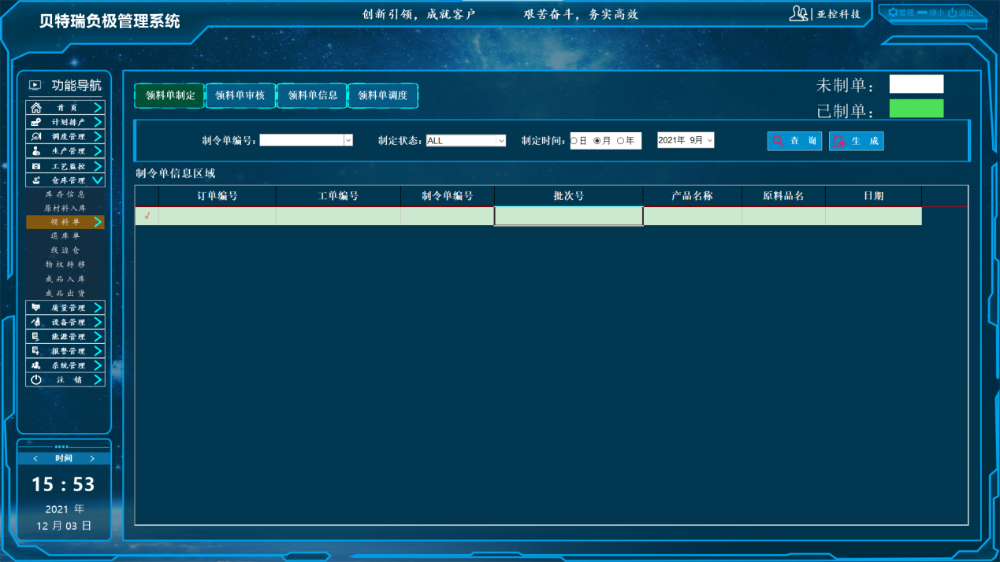 贝特瑞负极管理系统
创新引领，成就客户 艰苦奋斗，务实高效
亚控科技
管理 缩小 退出
功能导航
首 页
计划排产
调度管理
生产管理
工艺监控
仓库管理
库存信息
原材料入库
领料单
退库单
线边仓
物权转移
成品入库
成品出货
质量管理
设备管理
能源管理
报警管理
系统管理
注 销
< 时间 >
15 : 53
2021 年
12 月 03 日
领料单制定 领料单审核 领料单信息 领料单调度
未制单：
已制单：
制令单编号： 制定状态： ALL 制定时间： 日 月 年 2021年 9月 查 询 生 成
制令单信息区域
订单编号 工单编号 制令单编号 批次号 产品名称 原料品名 日期
√